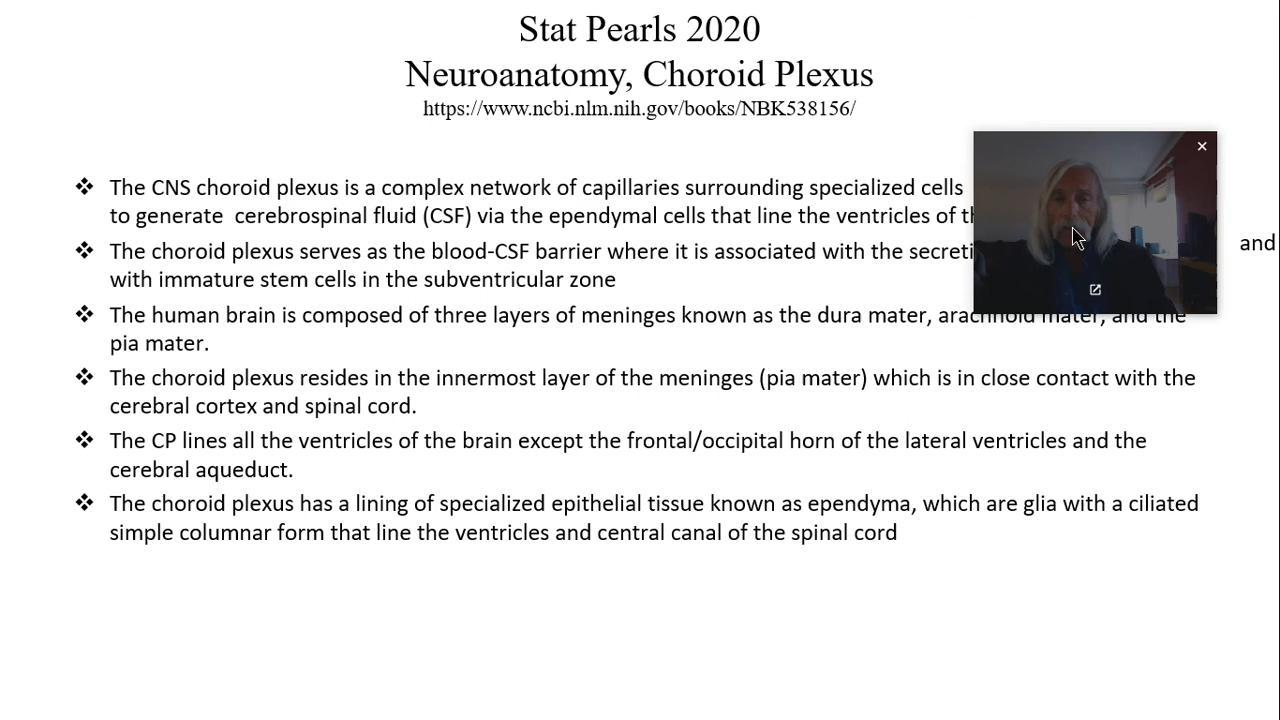 Stat Pearls 2020
Neuroanatomy, Choroid Plexus
https://www.ncbi.nlm.nih.gov/books/NBK538156/
❖ The CNS choroid plexus is a complex network of capillaries surrounding specialized cells
to generate cerebrospinal fluid (CSF) via the ependymal cells that line the ventricles of
❖ The choroid plexus serves as the blood-CSF barrier where it is associated with the and
with immature stem cells in the subventricular zone
❖ The human brain is composed of three layers of meninges known as the dura mater, arachnoid mater, and the
pia mater.
❖ The choroid plexus resides in the innermost layer of the meninges (pia mater) which is in close contact with the
cerebral cortex and spinal cord.
❖ The CP lines all the ventricles of the brain except the frontal/occipital horn of the lateral ventricles and the
cerebral aqueduct.
❖ The choroid plexus has a lining of specialized epithelial tissue known as ependyma, which are glia with a ciliated
simple columnar form that line the ventricles and central canal of the spinal cord